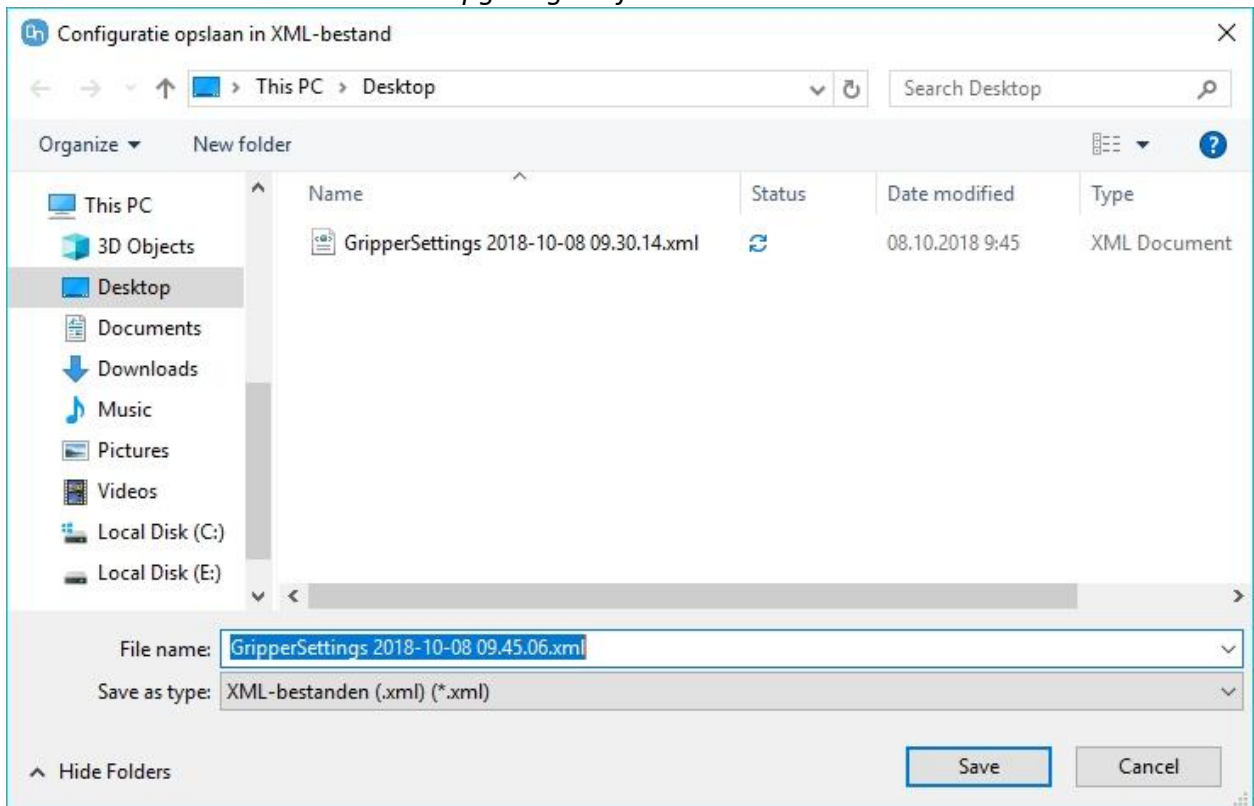 Configuratie opslaan in XML-bestand
This PC > Desktop
Search Desktop
Organize
New folder
Name
Status
Date modified
Type
This PC
3D Objects
Desktop
Documents
Downloads
Music
Pictures
Videos
Local Disk (C:)
Local Disk (E:)
GripperSettings 2018-10-08 09.30.14.xml
08.10.2018 9:45
XML Document
File name: GripperSettings 2018-10-08 09.45.06.xml
Save as type: XML-bestanden (.xml) (*.xml)
Hide Folders
Save
Cancel